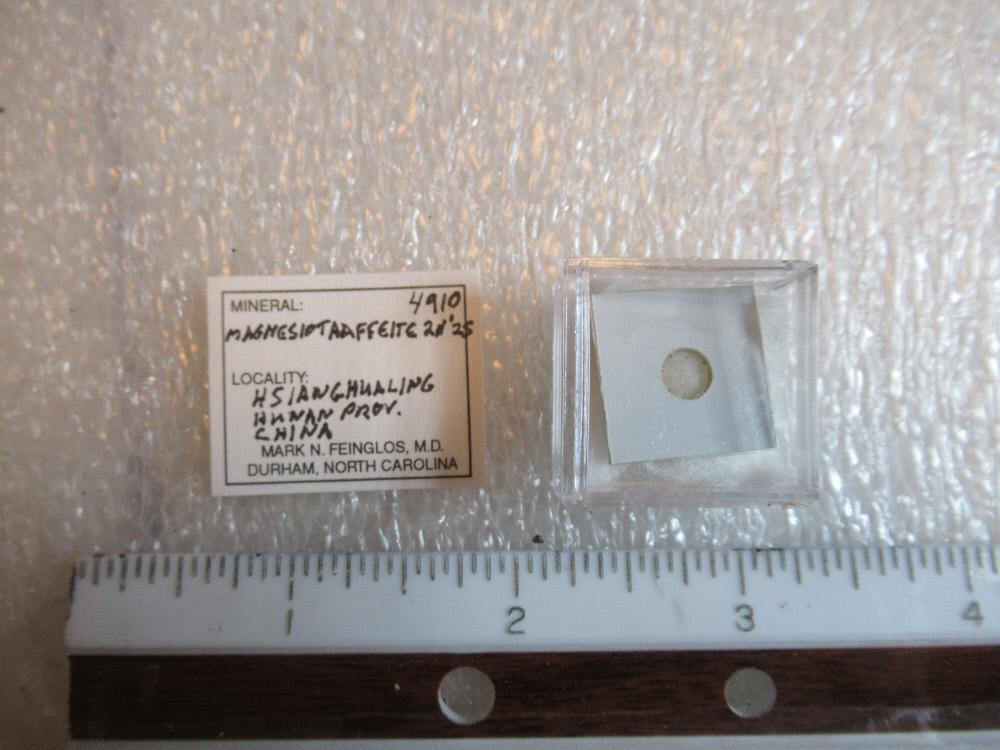 MINERAL: 4910
MAGNESIOTAAFFEITE 2N'2S
LOCALITY:
HSIANGHUALING
HUNAN PROV.
CHINA
MARK N. FEINGLOS, M.D.
DURHAM, NORTH CAROLINA
1 2 3 4